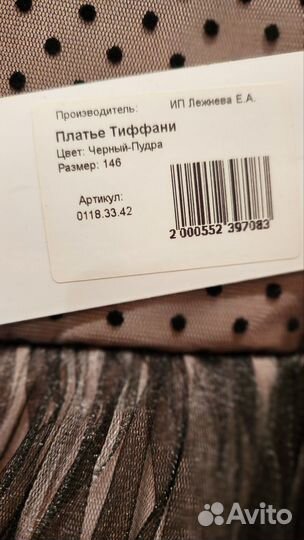 Производитель: ИП Лежнева Е.А.
Платье Тиффани
Цвет: Черный-Пудра
Размер: 146
Артикул:
0118.33.42
2 000552 397083
Avito